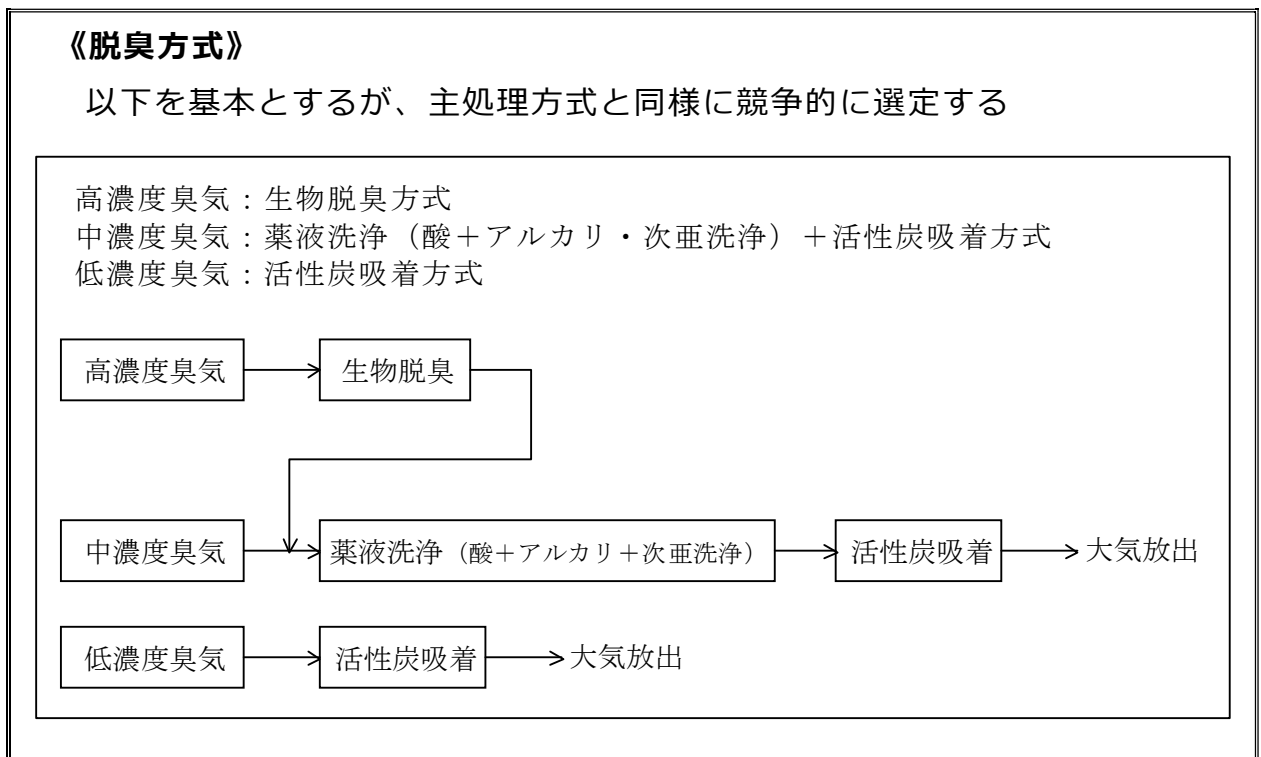 《脱臭方式》
以下を基本とするが、主処理方式と同様に競争的に選定する
高濃度臭気：生物脱臭方式
中濃度臭気：薬液洗浄（酸＋アルカリ・次亜洗浄）＋活性炭吸着方式
低濃度臭気：活性炭吸着方式
高濃度臭気
生物脱臭
中濃度臭気
薬液洗浄（酸＋アルカリ＋次亜洗浄）
活性炭吸着
大気放出
低濃度臭気
活性炭吸着
大気放出